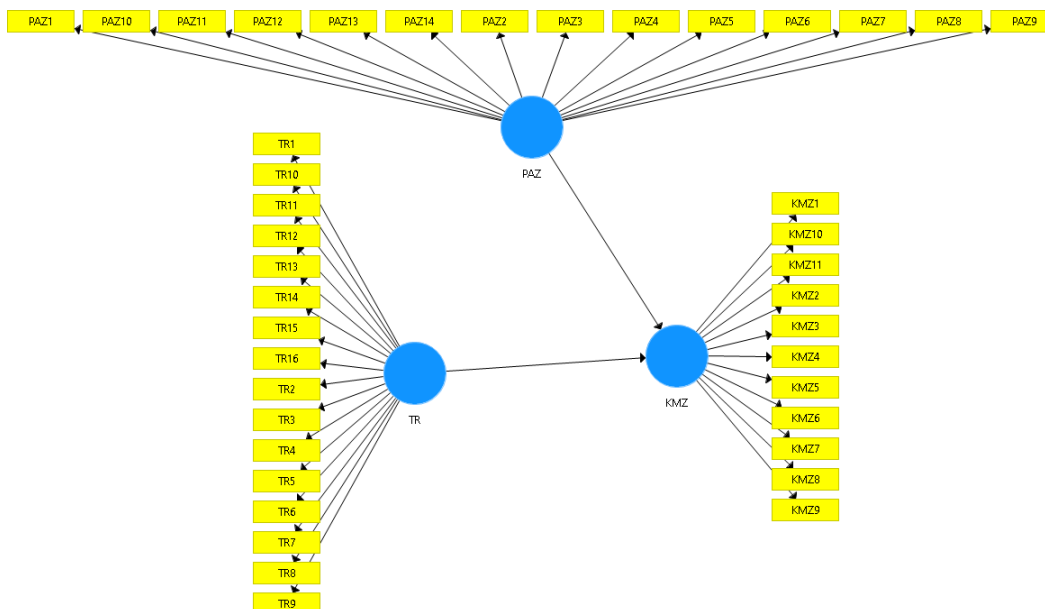 PAZ1 PAZ10 PAZ11 PAZ12 PAZ13 PAZ14 PAZ2 PAZ3 PAZ4 PAZ5 PAZ6 PAZ7 PAZ8 PAZ9
PAZ
TR1
TR10
TR11
TR12
TR13
TR14
TR15
TR16
TR2
TR3
TR4
TR5
TR6
TR7
TR8
TR9
TR
KMZ
KMZ1
KMZ10
KMZ11
KMZ2
KMZ3
KMZ4
KMZ5
KMZ6
KMZ7
KMZ8
KMZ9